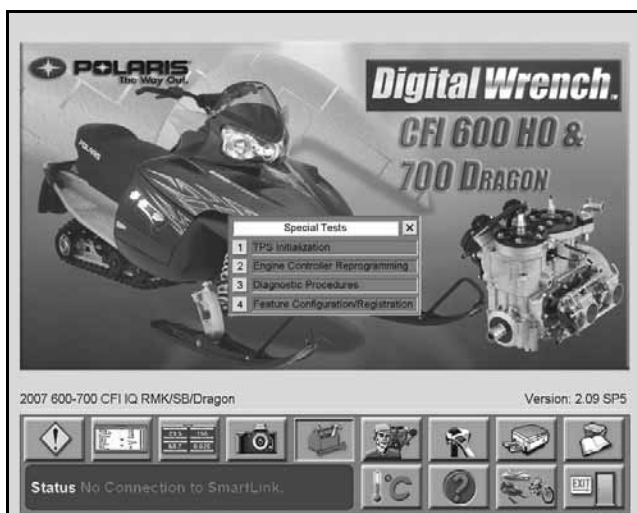 POLARIS
The Way Out.
Digital Wrench™
CFI 600 HO &
700 DRAGON
POLARIS
Special Tests X
1 TPS Initialization
2 Engine Controller Reprogramming
3 Diagnostic Procedures
4 Feature Configuration/Registration
2007 600-700 CFI IQ RMK/SB/Dragon
Version: 2.09 SP5
°C
?
EXIT
Status No Connection to SmartLink.